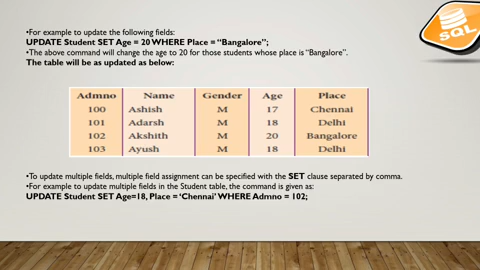 •For example to update the following fields:
UPDATE Student SET Age = 20 WHERE Place = “Bangalore”;
•The above command will change the age to 20 for those students whose place is “Bangalore”.
The table will be as updated as below:
SQL
Admno Name Gender Age Place
100 Ashish M 17 Chennai
101 Adarsh M 18 Delhi
102 Akshith M 20 Bangalore
103 Ayush M 18 Delhi
•To update multiple fields, multiple field assignment can be specified with the SET clause separated by comma.
•For example to update multiple fields in the Student table, the command is given as:
UPDATE Student SET Age=18, Place = ‘Chennai’ WHERE Admno = 102;